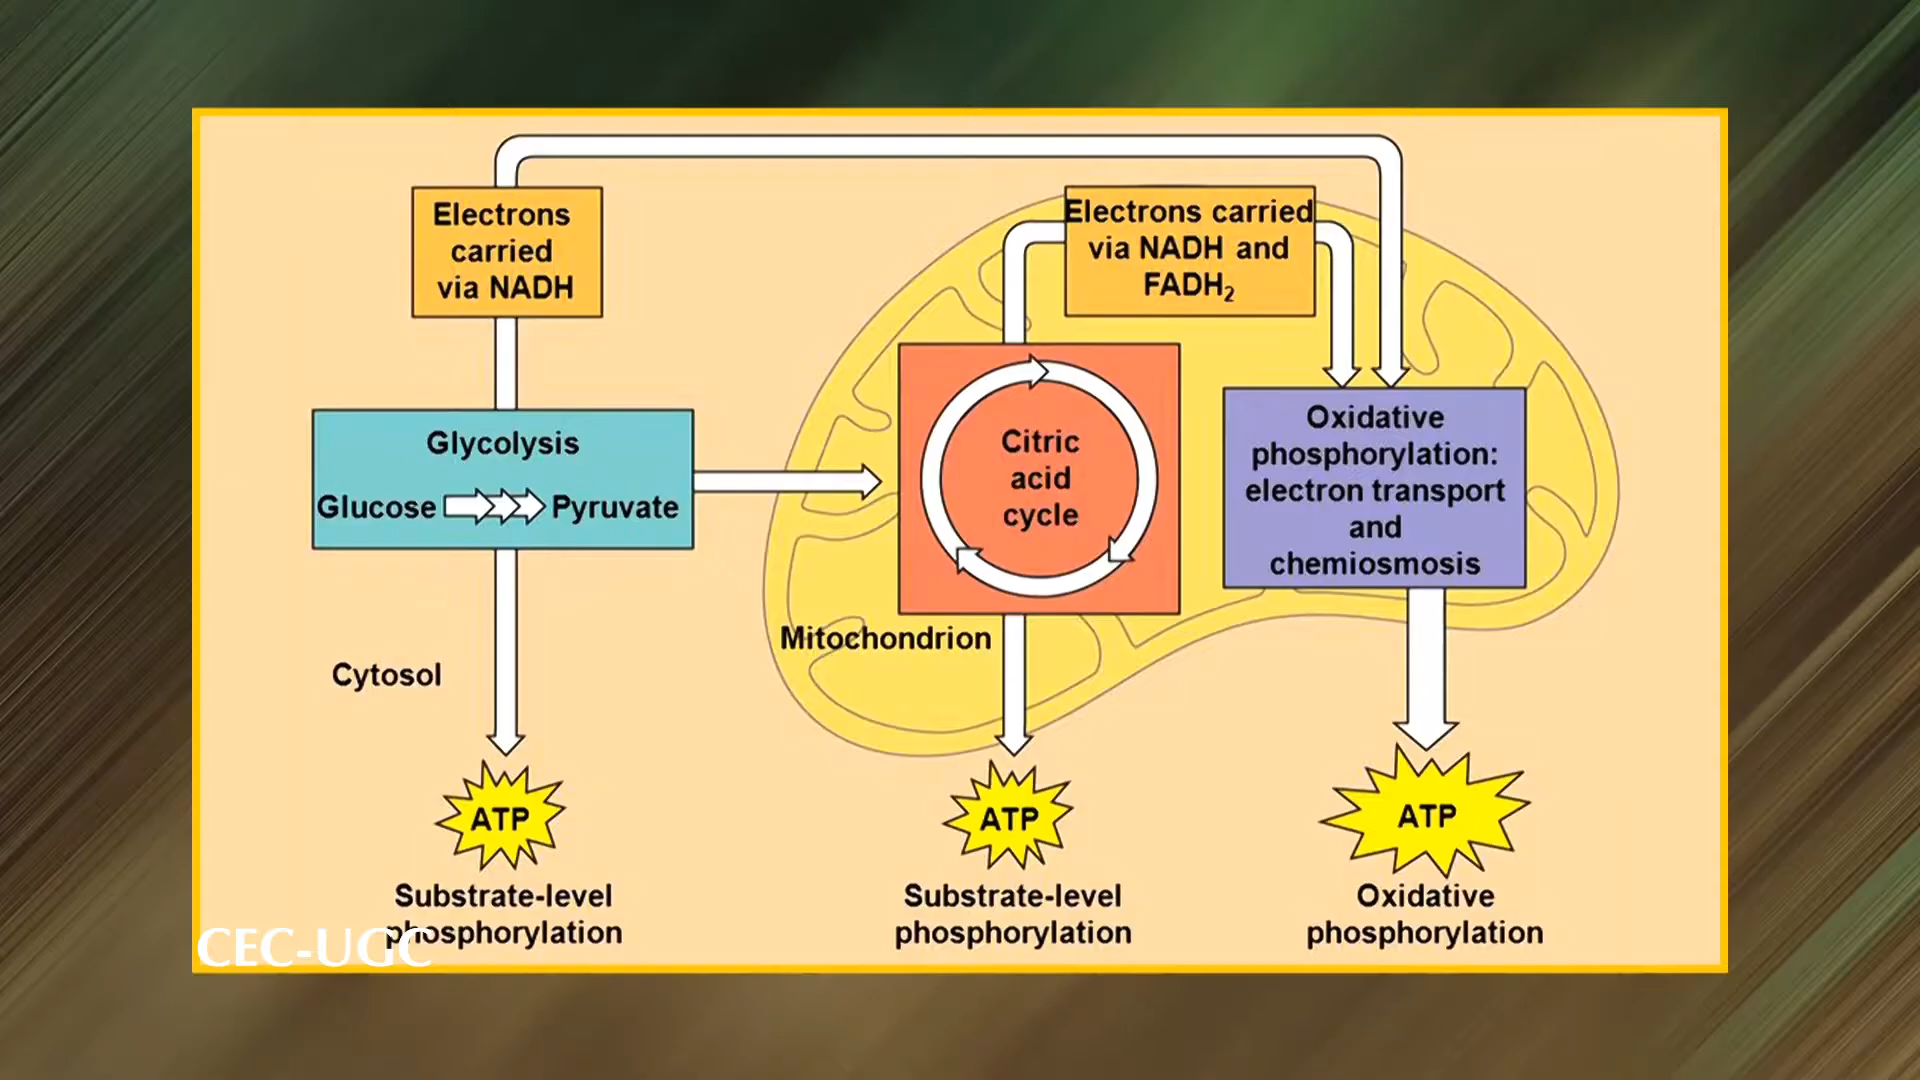 Electrons
carried
via NADH
Electrons carried
via NADH and
FADH₂
Glycolysis
Glucose Pyruvate
Citric
acid
cycle
Oxidative
phosphorylation:
electron transport
and
chemiosmosis
Mitochondrion
Cytosol
ATP
ATP
ATP
Substrate-level
phosphorylation
Substrate-level
phosphorylation
Oxidative
phosphorylation
CEC-UGC